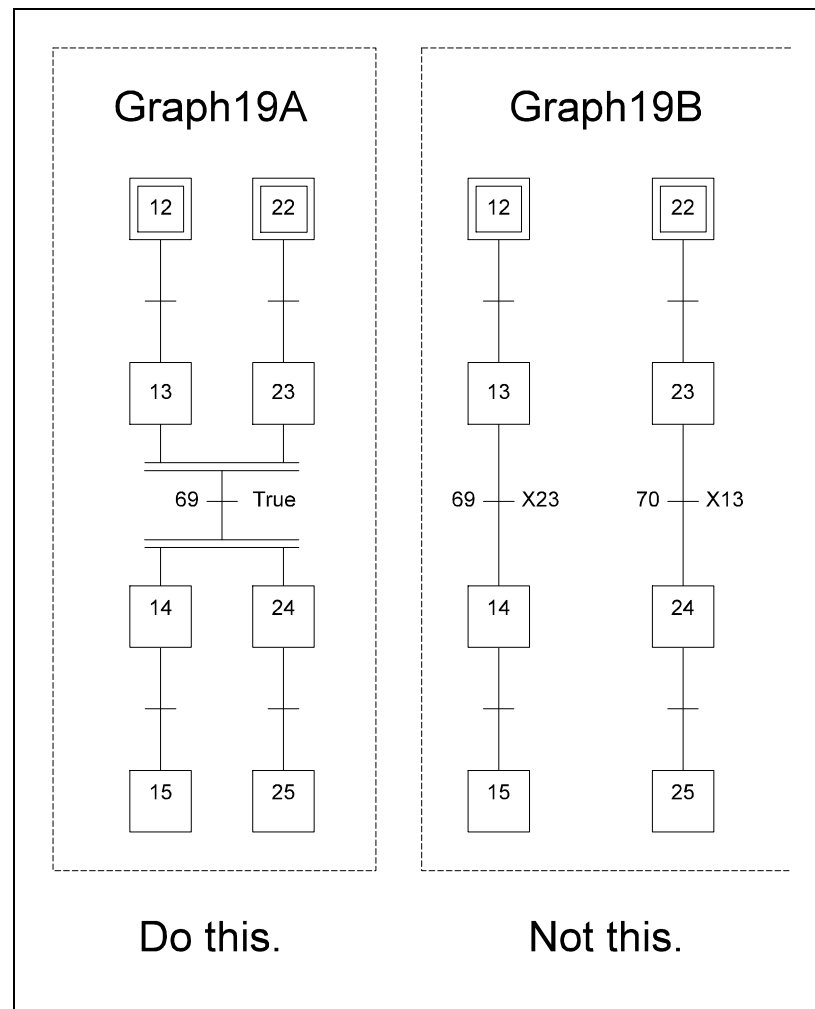 Graph19A
12 22
13 23
69 True
14 24
15 25
Do this.
Graph19B
12 22
13 23
69 X23 70 X13
14 24
15 25
Not this.